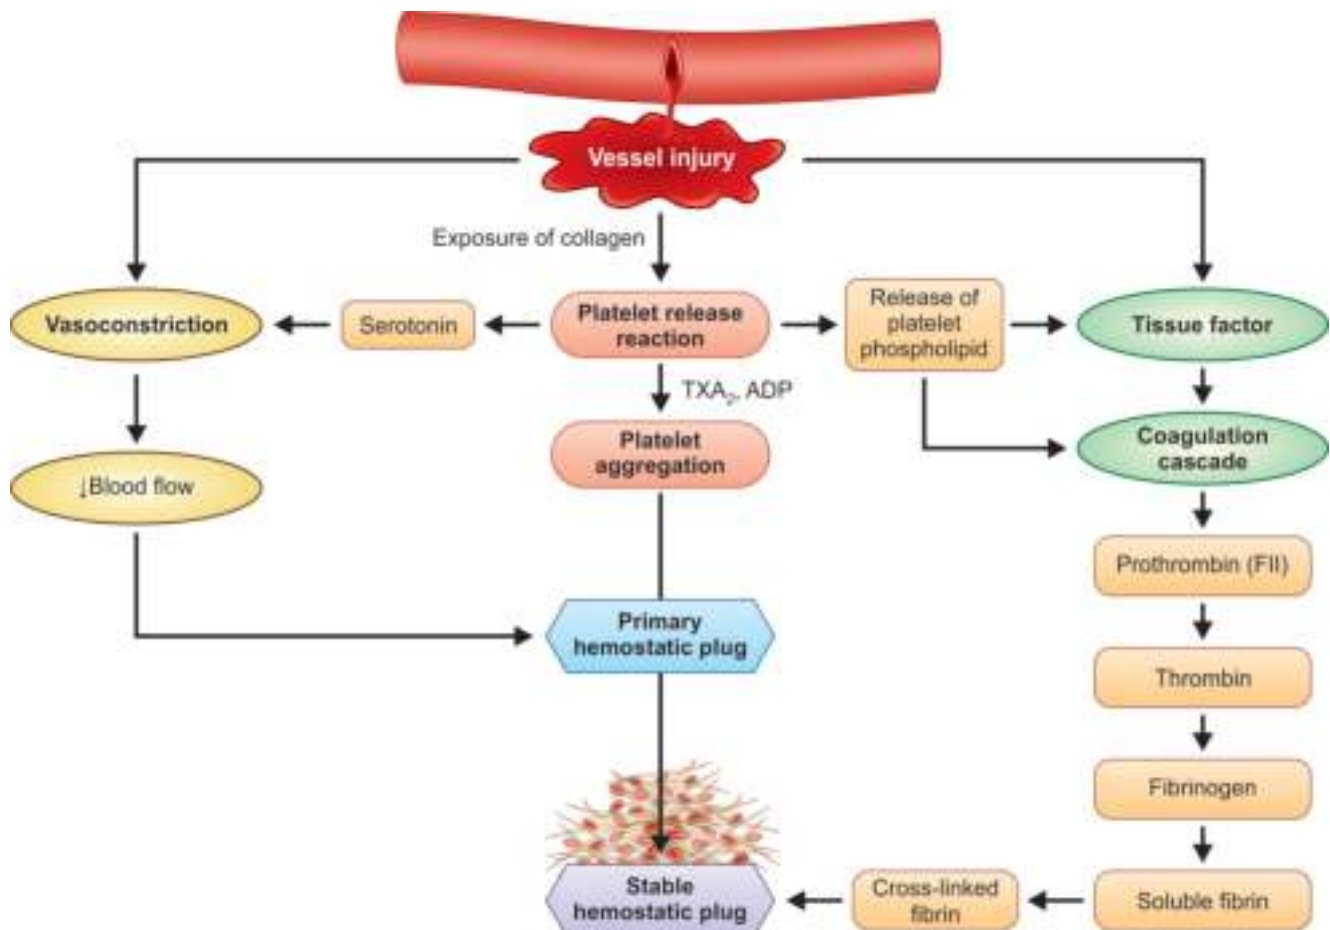 Vessel injury
Exposure of collagen
Vasoconstriction
Serotonin
Platelet release
reaction
Release of
platelet
phospholipid
Tissue factor
TXA₂, ADP
↓Blood flow
Platelet
aggregation
Coagulation
cascade
Prothrombin (FII)
Primary
hemostatic plug
Thrombin
Fibrinogen
Stable
hemostatic plug
Cross-linked
fibrin
Soluble fibrin